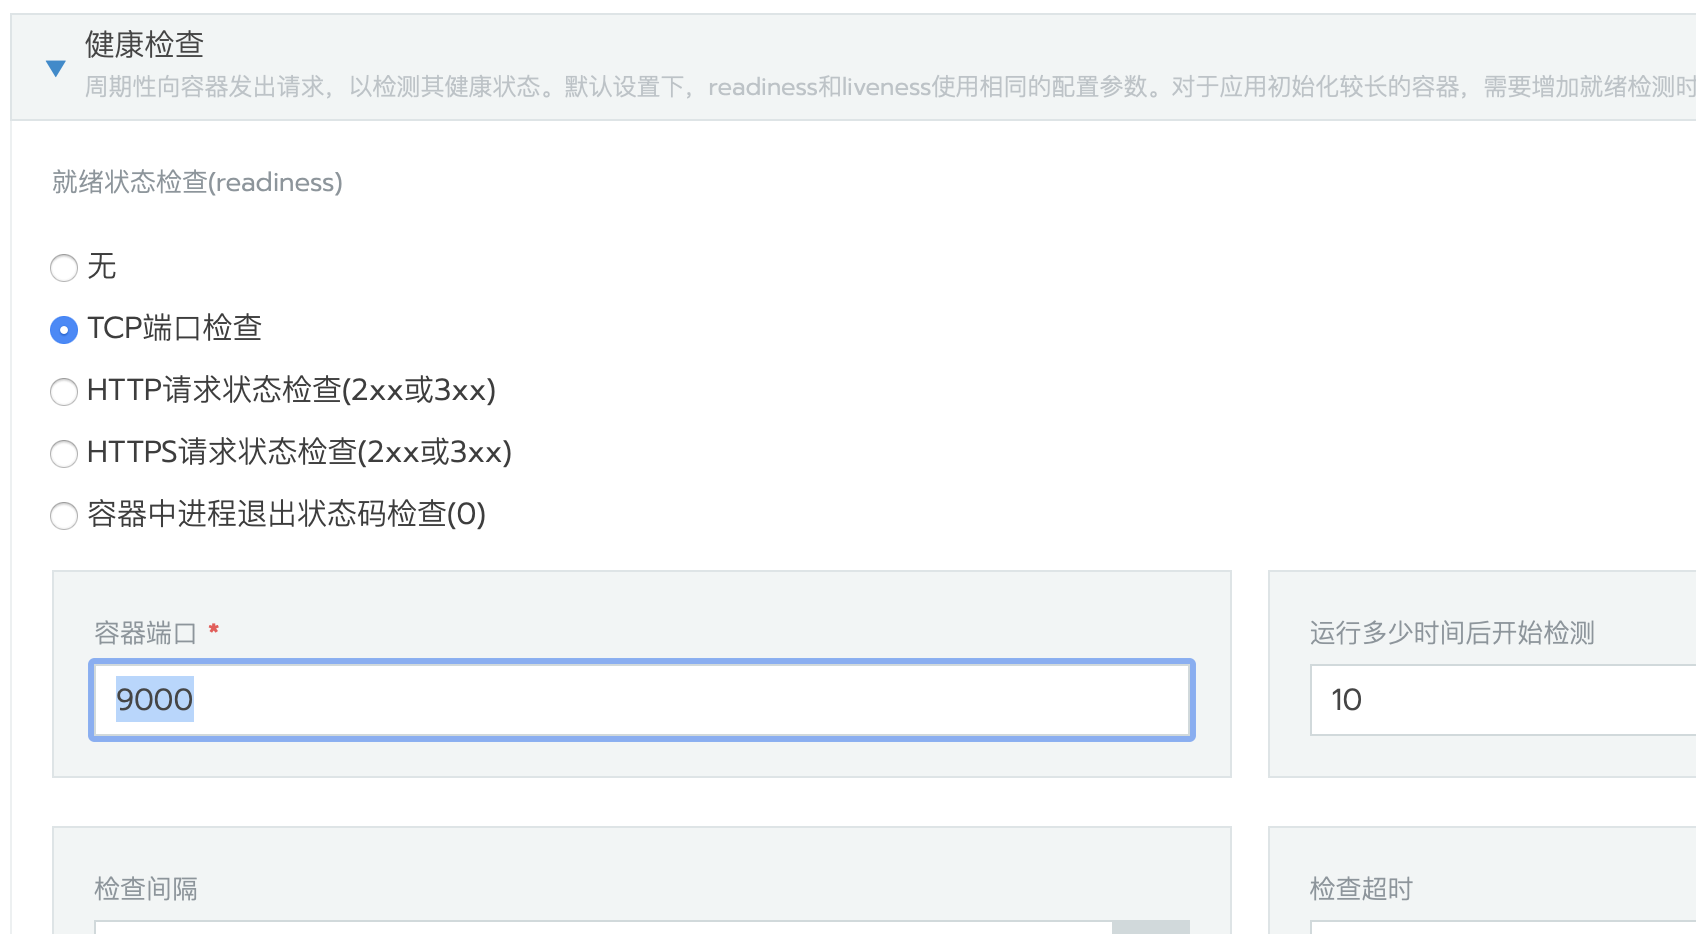 健康检查
周期性向容器发出请求，以检测其健康状态。默认设置下，readiness和liveness使用相同的配置参数。对于应用初始化较长的容器，需要增加就绪检测时
就绪状态检查(readiness)
无
TCP端口检查
HTTP请求状态检查(2xx或3xx)
HTTPS请求状态检查(2xx或3xx)
容器中进程退出状态码检查(0)
容器端口 *
运行多少时间后开始检测
9000
10
检查间隔
检查超时